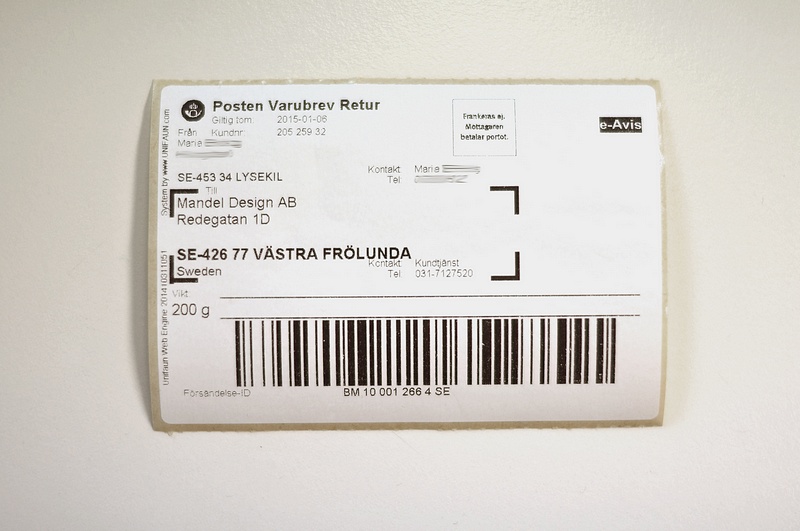 Posten Varubrev Retur
Giltig tom: 2015-01-06
Från Kundnr: 205 259 32
Maria
Frankeras ej.
Mottagaren
betalar portot.
e-Avis
SE-453 34 LYSEKIL
Kontakt: Maria
Tel:
Till
Mandel Design AB
Redegatan 1D
SE-426 77 VÄSTRA FRÖLUNDA
Sweden
Kontakt: Kundtjänst
Tel: 031-7127520
Vikt:
200 g
Försändelse-ID
BM 10 001 266 4 SE
System by www.UNIFAUN.com
Unifaun Web Engine 201410311051